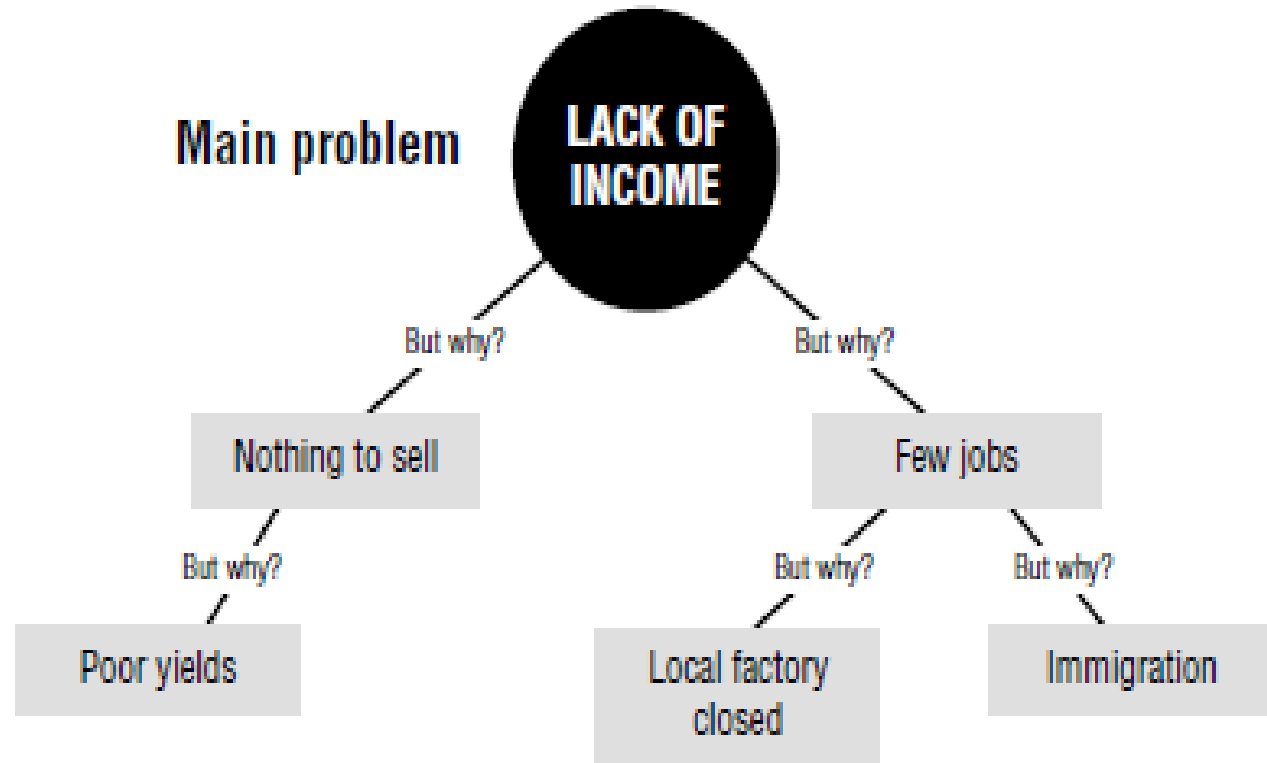 Main problem
LACK OF
INCOME
But why?
But why?
Nothing to sell
Few jobs
But why?
But why?
But why?
Poor yields
Local factory
closed
Immigration